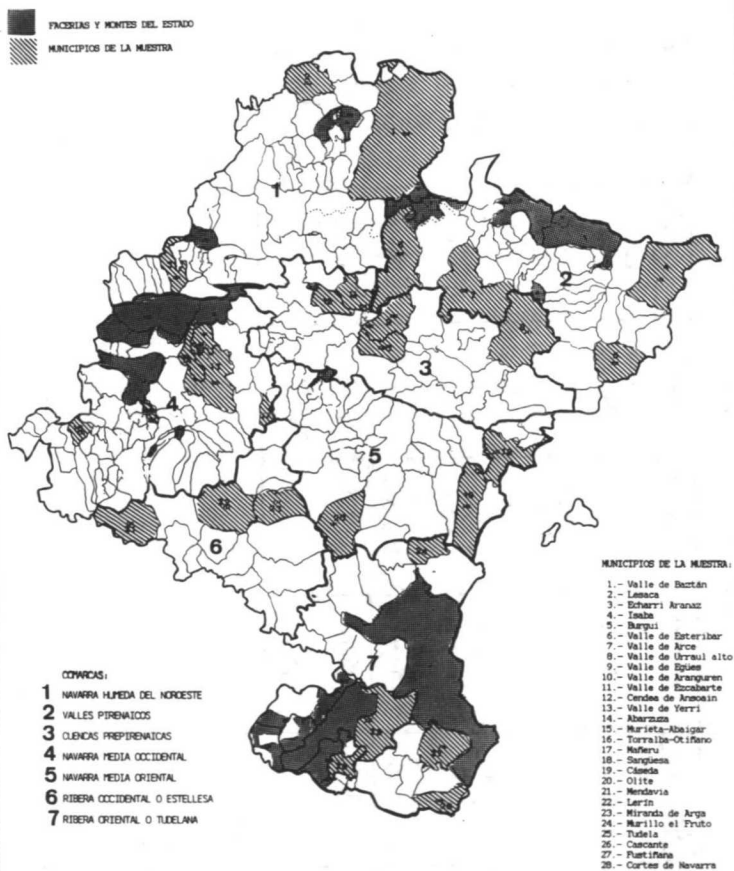 FACERIAS Y MONTES DEL ESTADO
MUNICIPIOS DE LA MUESTRA
1
2
3
4
5
6
7
MUNICIPIOS DE LA MUESTRA:
1.- Valle de Baztán
2.- Lesaca
3.- Echarri Aranaz
4.- Isaba
5.- Burgui
6.- Valle de Esteribar
7.- Valle de Arce
8.- Valle de Urraul alto
9.- Valle de Egües
10.- Valle de Aranguren
11.- Valle de Ezcabarte
12.- Cendea de Ansoain
13.- Valle de Yerri
14.- Abarzuza
15.- Murieta-Abaigar
16.- Torralba-Otiñano
17.- Mañeru
18.- Sangüesa
19.- Cáseda
20.- Olite
21.- Mendavia
22.- Lerín
23.- Miranda de Arga
24.- Murillo el Fruto
25.- Tudela
26.- Cascante
27.- Fustiñana
28.- Cortes de Navarra
COMARCAS:
1 NAVARRA HUMEDA DEL NOROESTE
2 VALLES PIRENAICOS
3 CUENCAS PREPIRENAICAS
4 NAVARRA MEDIA OCCIDENTAL
5 NAVARRA MEDIA ORIENTAL
6 RIBERA OCCIDENTAL O ESTELLESA
7 RIBERA ORIENTAL O TUDELANA